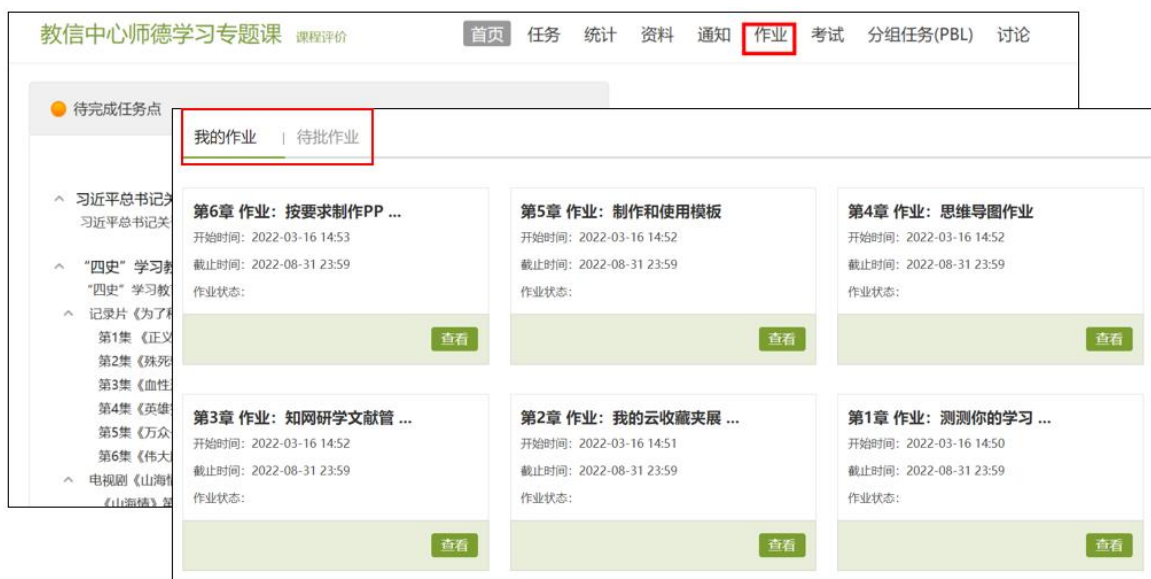 教信中心师德学习专题课 课程评价 首页 任务 统计 资料 通知 作业 考试 分组任务(PBL) 讨论
待完成任务点
习近平总书记关
习近平总书记关
“四史”学习教
“四史”学习教
记录片《为了和
第1集 《正义
第2集《殊死
第3集《血性
第4集《英雄
第5集《万众
第6集《伟大
电视剧《山海情
《山海情》第
我的作业 | 待批作业
第6章 作业：按要求制作PP ...
开始时间：2022-03-16 14:53
截止时间：2022-08-31 23:59
作业状态：
查看
第5章 作业：制作和使用模板
开始时间：2022-03-16 14:52
截止时间：2022-08-31 23:59
作业状态：
查看
第4章 作业：思维导图作业
开始时间：2022-03-16 14:52
截止时间：2022-08-31 23:59
作业状态：
查看
第3章 作业：知网研学文献管 ...
开始时间：2022-03-16 14:52
截止时间：2022-08-31 23:59
作业状态：
查看
第2章 作业：我的云收藏夹展 ...
开始时间：2022-03-16 14:51
截止时间：2022-08-31 23:59
作业状态：
查看
第1章 作业：测测你的学习 ...
开始时间：2022-03-16 14:50
截止时间：2022-08-31 23:59
作业状态：
查看